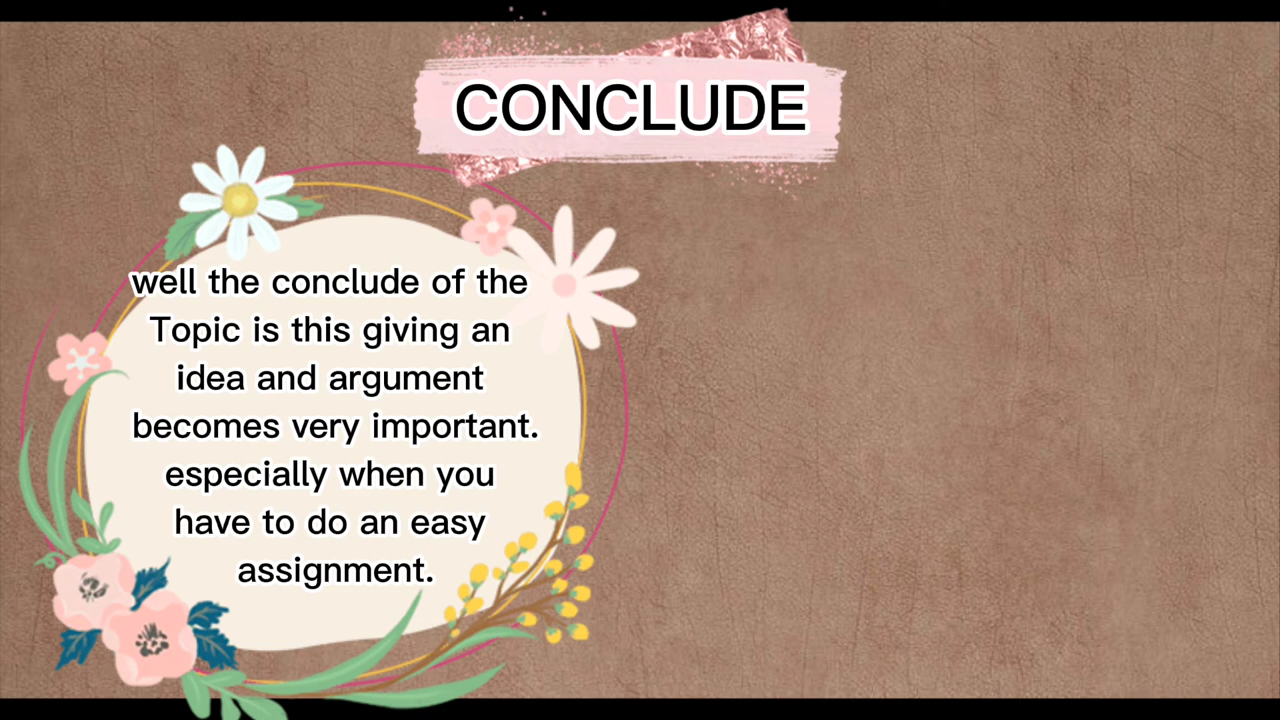 CONCLUDE
well the conclude of the
Topic is this giving an
idea and argument
becomes very important.
especially when you
have to do an easy
assignment.